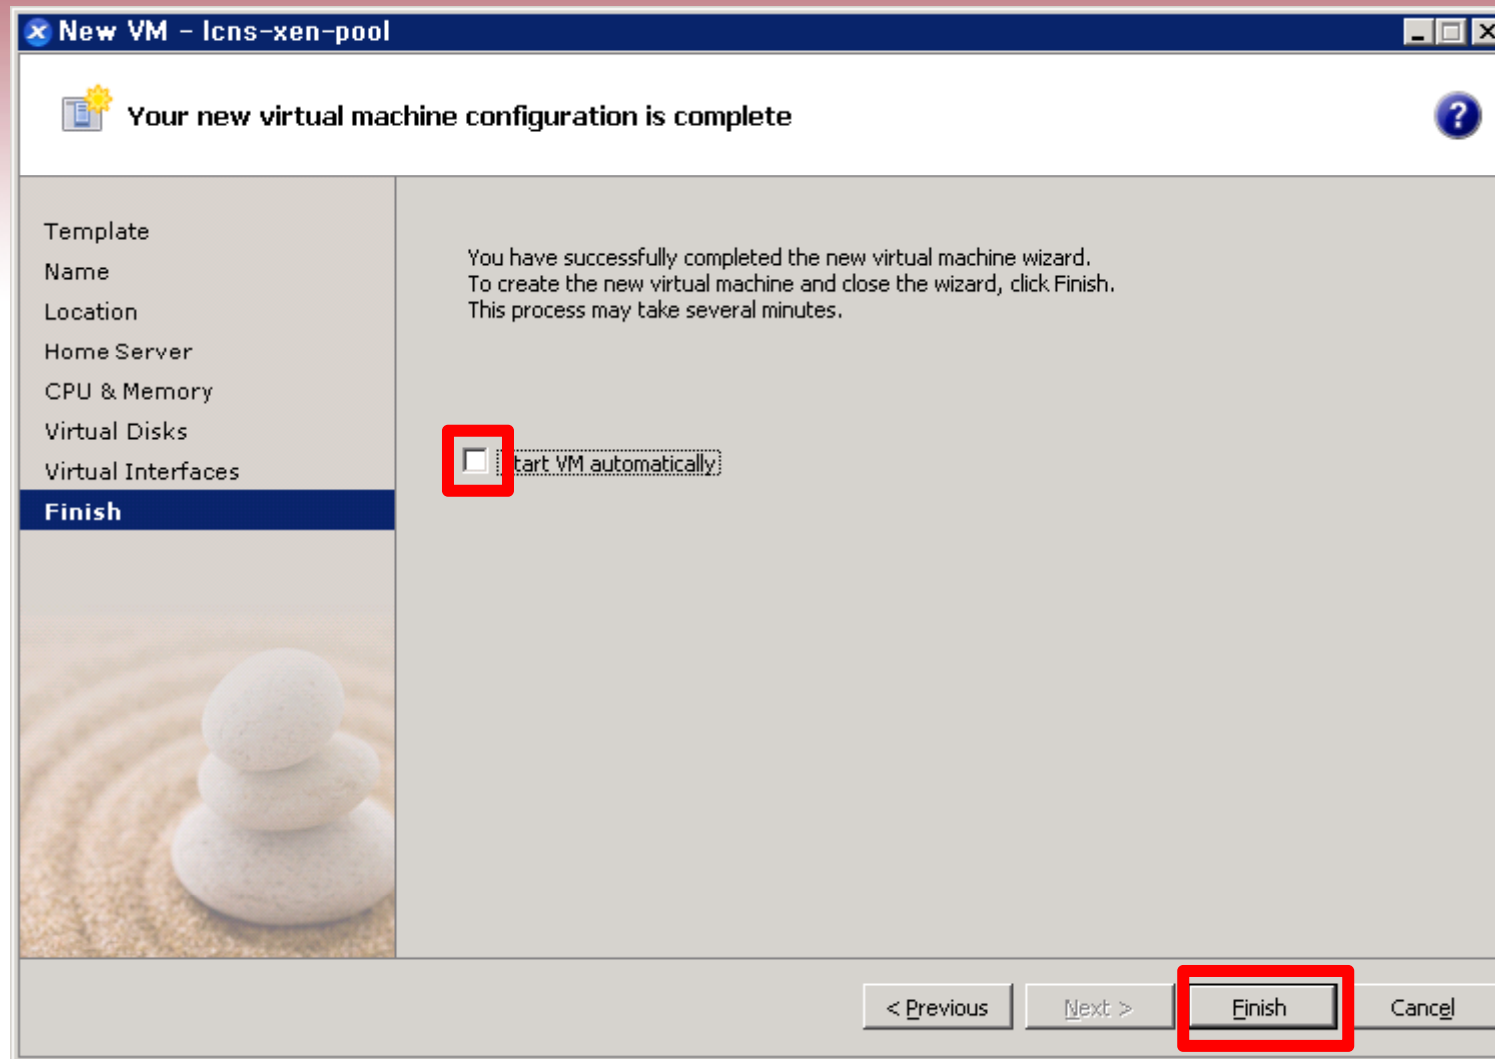 New VM - lcns-xen-pool
Your new virtual machine configuration is complete
?
Template
Name
Location
Home Server
CPU & Memory
Virtual Disks
Virtual Interfaces
Finish
You have successfully completed the new virtual machine wizard.
To create the new virtual machine and close the wizard, click Finish.
This process may take several minutes.
Start VM automatically
< Previous
Next >
Finish
Cancel